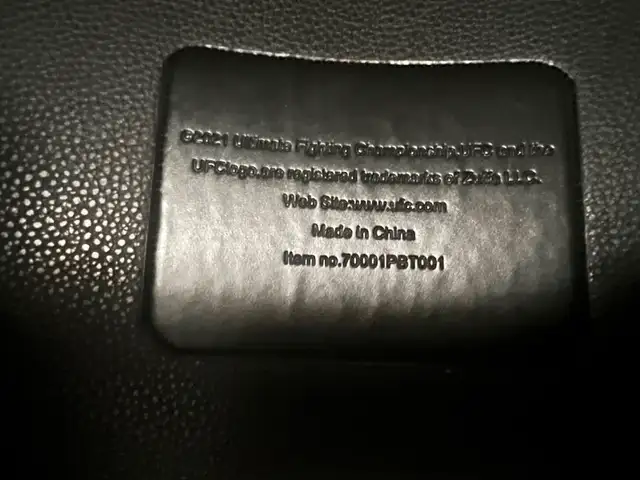 ©2021 Ultimate Fighting Championship,UFC and the
UFClogo,are registered trademarks of Zuffa LLC.
Web Site:www.ufc.com
Made in China
Item no.70001PBT001